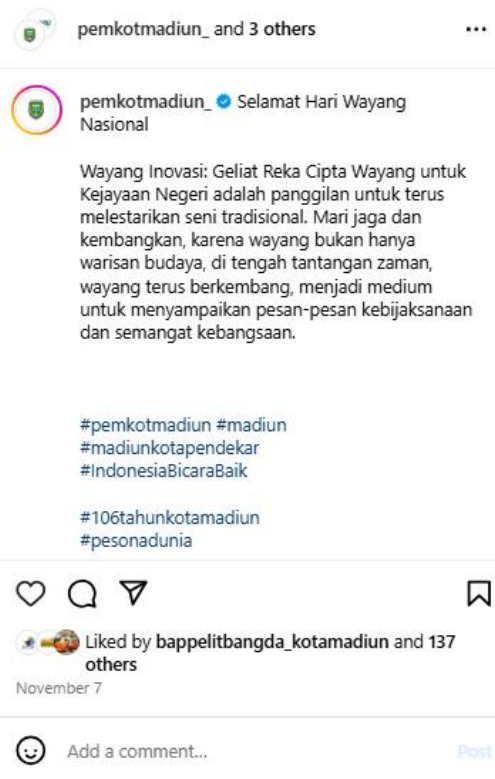 pemkotmadiun_ and 3 others
pemkotmadiun_ Selamat Hari Wayang
Nasional
Wayang Inovasi: Geliat Reka Cipta Wayang untuk
Kejayaan Negeri adalah panggilan untuk terus
melestarikan seni tradisional. Mari jaga dan
kembangkan, karena wayang bukan hanya
warisan budaya, di tengah tantangan zaman,
wayang terus berkembang, menjadi medium
untuk menyampaikan pesan-pesan kebijaksanaan
dan semangat kebangsaan.
#pemkotmadiun #madiun
#madiunkotapendekar
#IndonesiaBicaraBaik
#106tahunkotamadiun
#pesonadunia
Liked by bappelitbangda_kotamadiun and 137
others
November 7
Add a comment...
Post